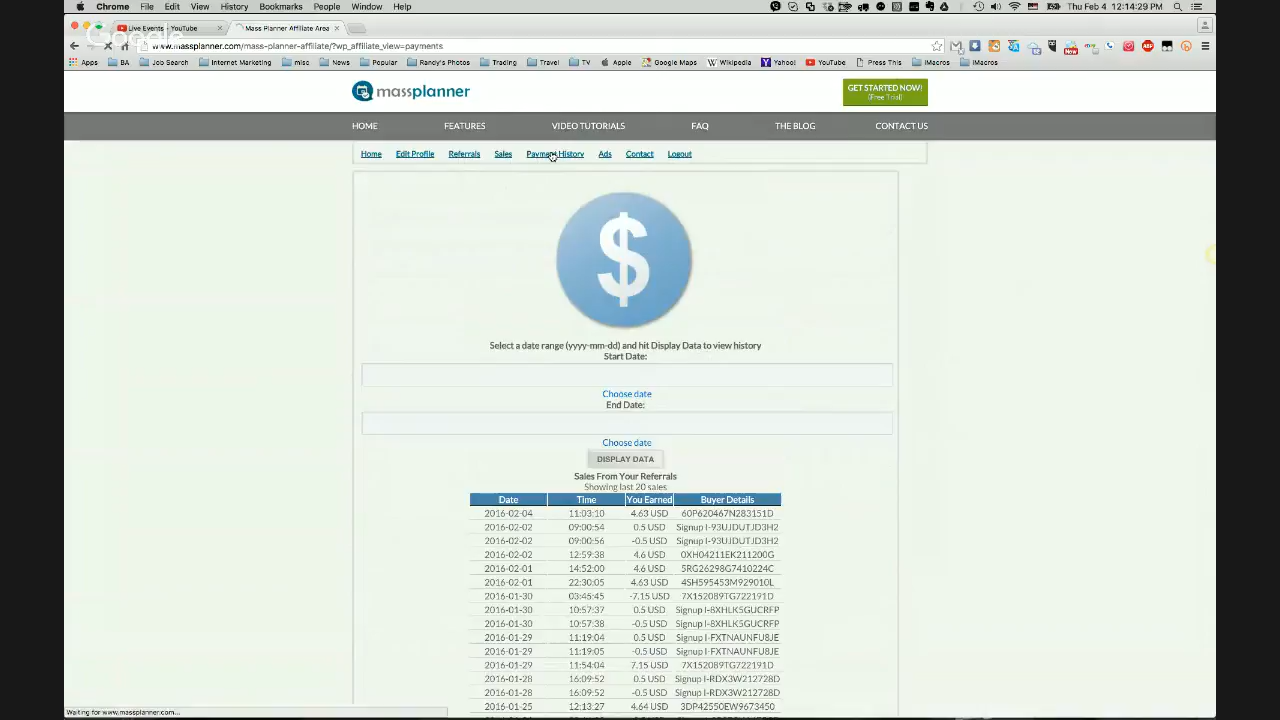 Chrome File Edit View History Bookmarks People Window Help Thu Feb 4 12:14:29 PM
Live Events - YouTube Mass Planner Affiliate Area
Google
www.massplanner.com/mass-planner-affiliate/?wp_affiliate_view=payments
Apps BA Job Search Internet Marketing misc News Popular Randy's Photos Trading Travel TV Apple Google Maps Wikipedia Yahoo! YouTube Press This iMacros iMacros
massplanner
GET STARTED NOW!
(Free Trial)
HOME FEATURES VIDEO TUTORIALS FAQ THE BLOG CONTACT US
Home Edit Profile Referrals Sales Payment History Ads Contact Logout
$
Select a date range (yyyy-mm-dd) and hit Display Data to view history
Start Date:
Choose date
End Date:
Choose date
DISPLAY DATA
Sales From Your Referrals
Showing last 20 sales
Date Time You Earned Buyer Details
2016-02-04 11:03:10 4.63 USD 60P620467N283151D
2016-02-02 09:00:54 0.5 USD Signup I-93UJDUTJD3H2
2016-02-02 09:00:56 -0.5 USD Signup I-93UJDUTJD3H2
2016-02-02 12:59:38 4.6 USD 0XH04211EK211200G
2016-02-01 14:52:00 4.6 USD 5RG26298G7410224C
2016-02-01 22:30:05 4.63 USD 4SH595453M929010L
2016-01-30 03:45:45 -7.15 USD 7X152089TG722191D
2016-01-30 10:57:37 0.5 USD Signup I-8XHLK5GUCRFP
2016-01-30 10:57:38 -0.5 USD Signup I-8XHLK5GUCRFP
2016-01-29 11:19:04 0.5 USD Signup I-FXTNAUNFU8JE
2016-01-29 11:19:05 -0.5 USD Signup I-FXTNAUNFU8JE
2016-01-29 11:54:04 7.15 USD 7X152089TG722191D
2016-01-28 16:09:52 0.5 USD Signup I-RDX3W212728D
2016-01-28 16:09:52 -0.5 USD Signup I-RDX3W212728D
2016-01-25 12:13:27 4.64 USD 3DP42550EW9673450
Waiting for www.massplanner.com...